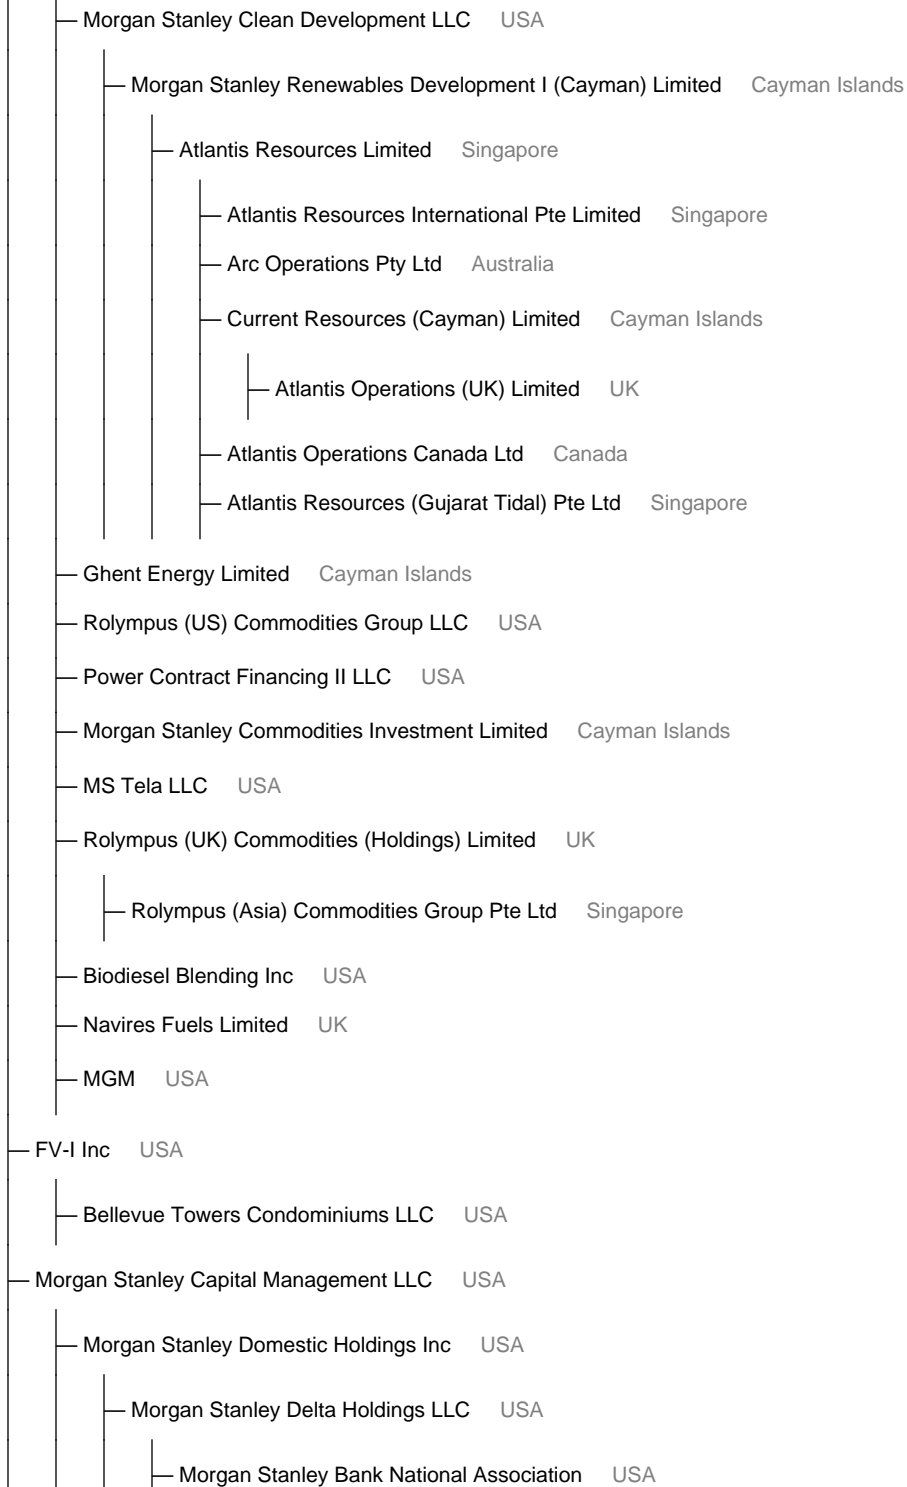 Morgan Stanley Clean Development LLC USA
Morgan Stanley Renewables Development I (Cayman) Limited Cayman Islands
Atlantis Resources Limited Singapore
Atlantis Resources International Pte Limited Singapore
Arc Operations Pty Ltd Australia
Current Resources (Cayman) Limited Cayman Islands
Atlantis Operations (UK) Limited UK
Atlantis Operations Canada Ltd Canada
Atlantis Resources (Gujarat Tidal) Pte Ltd Singapore
Ghent Energy Limited Cayman Islands
Rolympus (US) Commodities Group LLC USA
Power Contract Financing II LLC USA
Morgan Stanley Commodities Investment Limited Cayman Islands
MS Tela LLC USA
Rolympus (UK) Commodities (Holdings) Limited UK
Rolympus (Asia) Commodities Group Pte Ltd Singapore
Biodiesel Blending Inc USA
Navires Fuels Limited UK
MGM USA
FV-I Inc USA
Bellevue Towers Condominiums LLC USA
Morgan Stanley Capital Management LLC USA
Morgan Stanley Domestic Holdings Inc USA
Morgan Stanley Delta Holdings LLC USA
Morgan Stanley Bank National Association USA